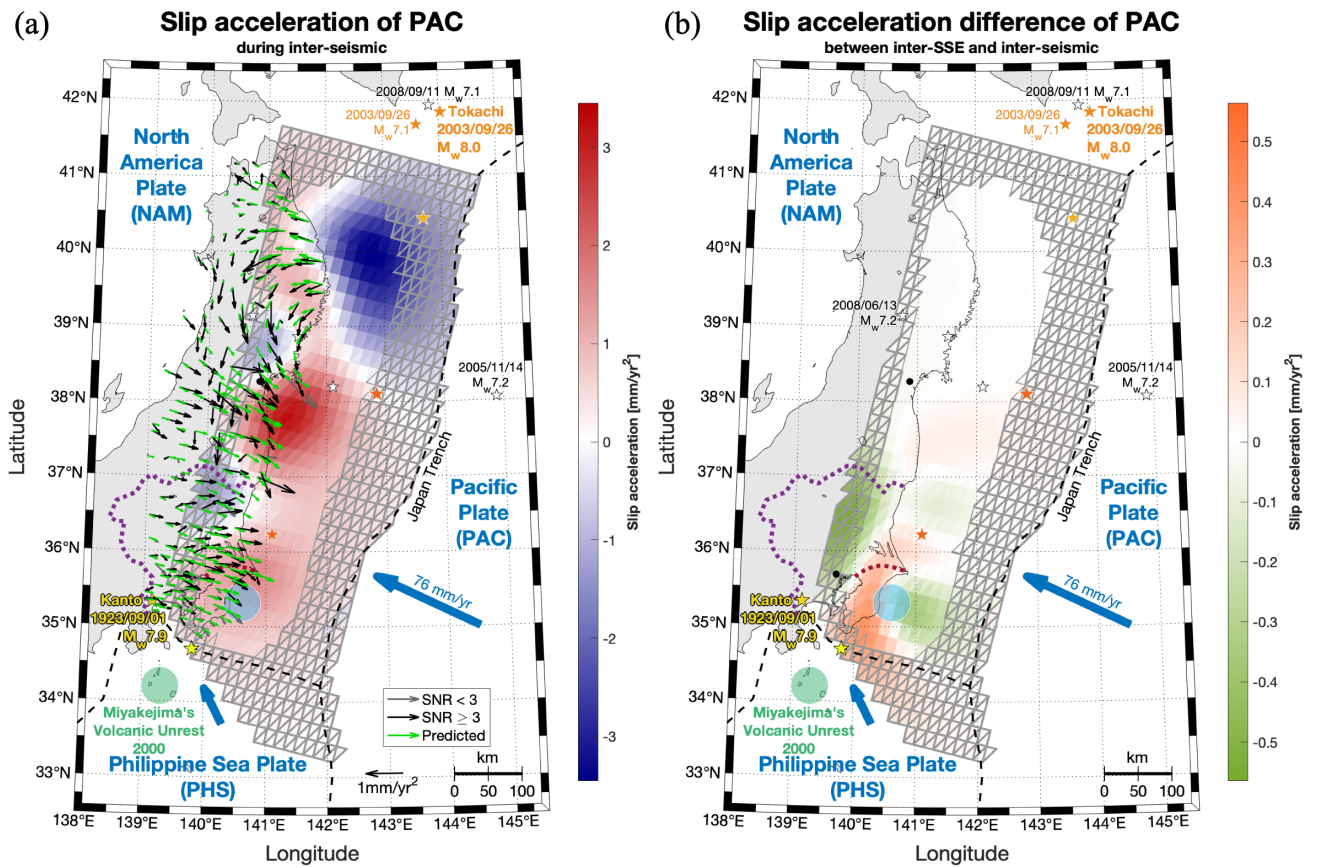 (a)
Slip acceleration of PAC
during inter-seismic
42°N
41°N
40°N
39°N
38°N
37°N
36°N
35°N
34°N
33°N
Latitude
138°E
139°E
140°E
141°E
142°E
143°E
144°E
145°E
Longitude
North
America
Plate
(NAM)
2008/09/11 Mw7.1
2003/09/26
Mw7.1
Tokachi
2003/09/26
Mw8.0
2005/11/14
Mw7.2
Japan Trench
Pacific
Plate
(PAC)
76 mm/yr
Kanto
1923/09/01
Mw7.9
Miyakejima's
Volcanic Unrest
2000
Philippine Sea Plate
(PHS)
SNR < 3
SNR ≥ 3
Predicted
1mm/yr²
km
0 50 100
3
2
1
0
-1
-2
-3
Slip acceleration [mm/yr²]
(b)
Slip acceleration difference of PAC
between inter-SSE and inter-seismic
42°N
41°N
40°N
39°N
38°N
37°N
36°N
35°N
34°N
33°N
Latitude
138°E
139°E
140°E
141°E
142°E
143°E
144°E
145°E
Longitude
North
America
Plate
(NAM)
2008/09/11 Mw7.1
2003/09/26
Mw7.1
Tokachi
2003/09/26
Mw8.0
2008/06/13
Mw7.2
2005/11/14
Mw7.2
Japan Trench
Pacific
Plate
(PAC)
76 mm/yr
Kanto
1923/09/01
Mw7.9
Miyakejima's
Volcanic Unrest
2000
Philippine Sea Plate
(PHS)
km
0 50 100
0.5
0.4
0.3
0.2
0.1
0
-0.1
-0.2
-0.3
-0.4
-0.5
Slip acceleration [mm/yr²]